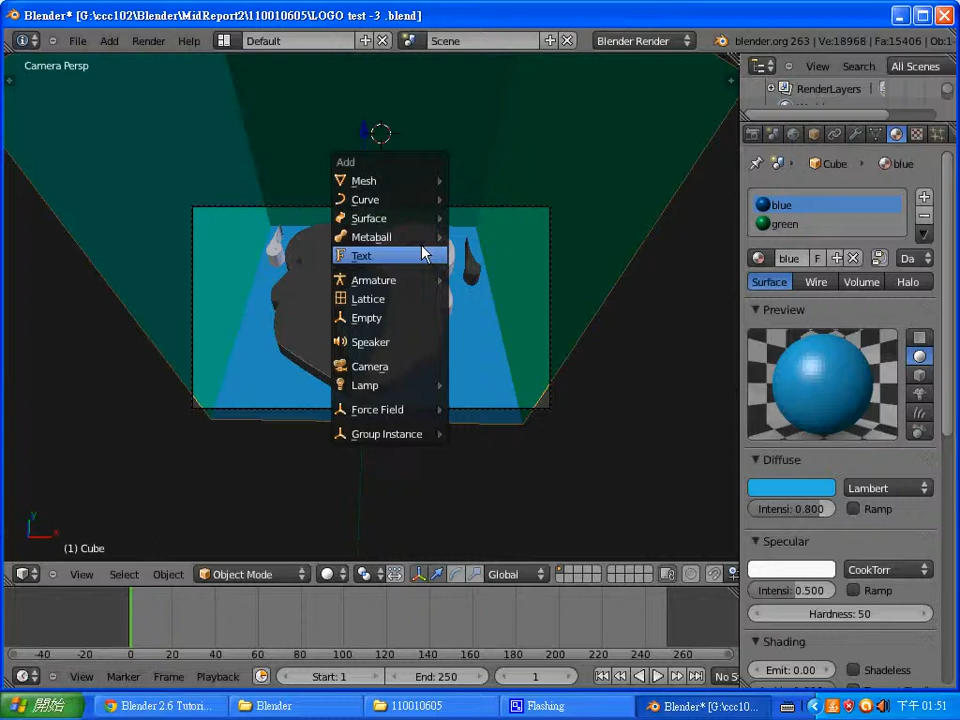 Blender* [G:\ccc102\Blender\MidReport2\110010605\LOGO test -3 .blend]
File Add Render Help Default Scene Blender Render blender.org 263 | Ve:18968 | Fa:15406 | Ob:1-
View Search All Scenes
RenderLayers
Camera Persp
Cube blue
blue
green
blue F Da
Surface Wire Volume Halo
Preview
Diffuse
Lambert
Intensi: 0.800 Ramp
Specular
CookTorr
Intensi: 0.500 Ramp
Hardness: 50
Shading
Emit: 0.00 Shadeless
Add
Mesh
Curve
Surface
Metaball
Text
Armature
Lattice
Empty
Speaker
Camera
Lamp
Force Field
Group Instance
y
x
(1) Cube
View Select Object Object Mode Global
-40 -20 0 20 40 60 80 100 120 140 160 180 200 220 240 260
View Marker Frame Playback Start: 1 End: 250 1 No S
開始 Blender 2.6 Tutori... Blender 110010605 Flashing Blender* [G:\ccc10... 下午 01:51